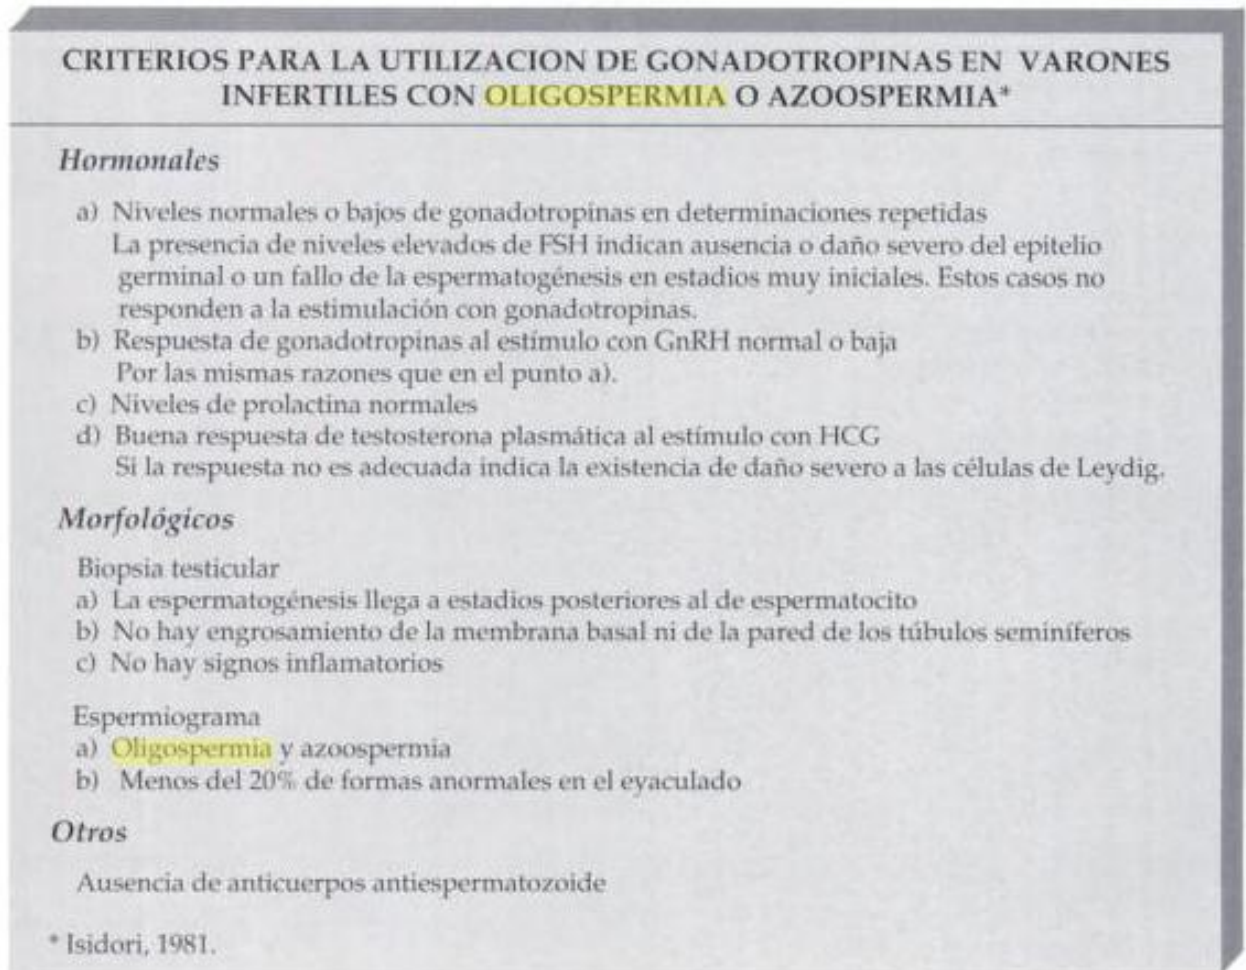 CRITERIOS PARA LA UTILIZACION DE GONADOTROPINAS EN VARONES
INFERTILES CON OLIGOSPERMIA O AZOOSPERMIA*
Hormonales
a) Niveles normales o bajos de gonadotropinas en determinaciones repetidas
La presencia de niveles elevados de FSH indican ausencia o daño severo del epitelio
germinal o un fallo de la espermatogénesis en estadios muy iniciales. Estos casos no
responden a la estimulación con gonadotropinas.
b) Respuesta de gonadotropinas al estímulo con GnRH normal o baja
Por las mismas razones que en el punto a).
c) Niveles de prolactina normales
d) Buena respuesta de testosterona plasmática al estímulo con HCG
Si la respuesta no es adecuada indica la existencia de daño severo a las células de Leydig.
Morfológicos
Biopsia testicular
a) La espermatogénesis llega a estadios posteriores al de espermatocito
b) No hay engrosamiento de la membrana basal ni de la pared de los túbulos seminíferos
c) No hay signos inflamatorios
Espermiograma
a) Oligospermia y azoospermia
b) Menos del 20% de formas anormales en el eyaculado
Otros
Ausencia de anticuerpos antiespermatozoide
* Isidori, 1981.